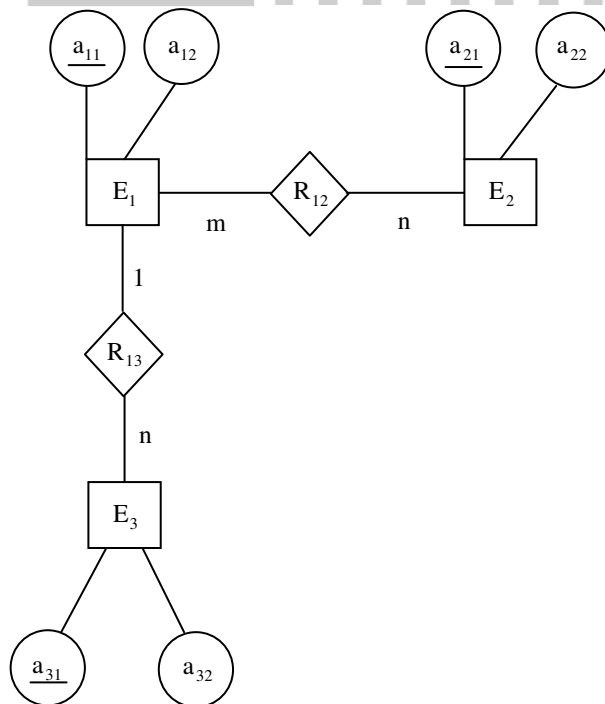 a₁₁ a₁₂ a₂₁ a₂₂
E₁ R₁₂ E₂
m n
1
R₁₃
n
E₃
a₃₁ a₃₂